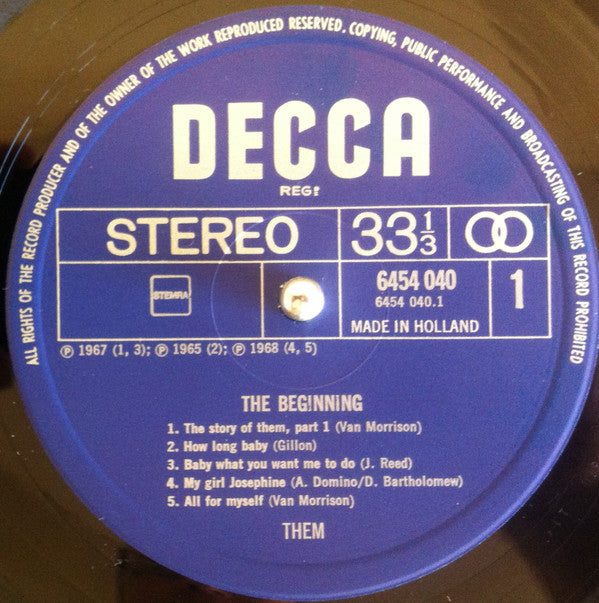 ALL RIGHTS OF THE RECORD PRODUCER AND OF THE OWNER OF THE WORK REPRODUCED RESERVED. COPYING, PUBLIC PERFORMANCE AND BROADCASTING OF THIS RECORD PROHIBITED
DECCA
REG!
STEREO 33⅓
STEMRA
6454 040 1
6454 040.1
MADE IN HOLLAND
℗ 1967 (1, 3); ℗ 1965 (2); ℗ 1968 (4, 5)
THE BEGINNING
1. The story of them, part 1 (Van Morrison)
2. How long baby (Gillon)
3. Baby what you want me to do (J. Reed)
4. My girl Josephine (A. Domino/D. Bartholomew)
5. All for myself (Van Morrison)
THEM